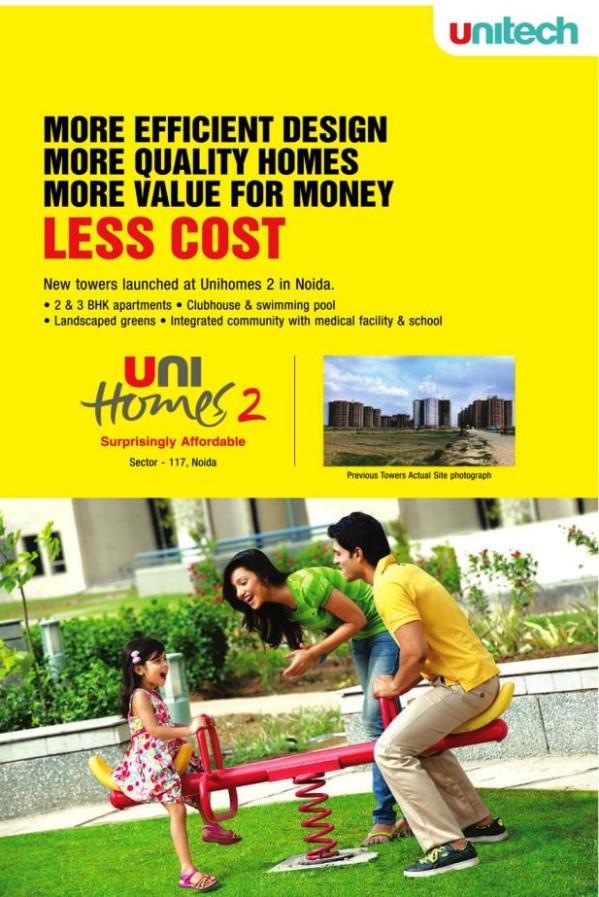 unitech
MORE EFFICIENT DESIGN
MORE QUALITY HOMES
MORE VALUE FOR MONEY
LESS COST
New towers launched at Unihomes 2 in Noida.
• 2 & 3 BHK apartments • Clubhouse & swimming pool
• Landscaped greens • Integrated community with medical facility & school
UNI
Homes 2
Surprisingly Affordable
Sector - 117, Noida
Previous Towers Actual Site photograph